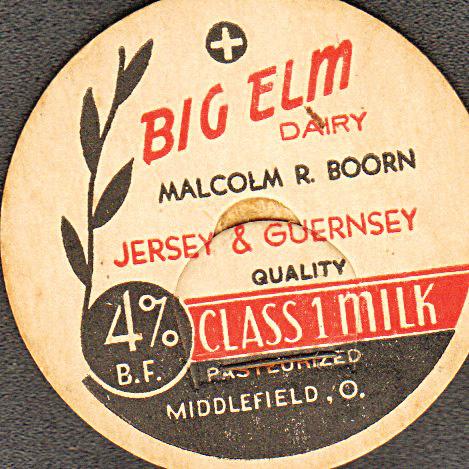 BIG ELM
DAIRY
MALCOLM R. BOORN
JERSEY & GUERNSEY
QUALITY
4%
B.F.
CLASS 1 MILK
PASTEURIZED
MIDDLEFIELD, O.